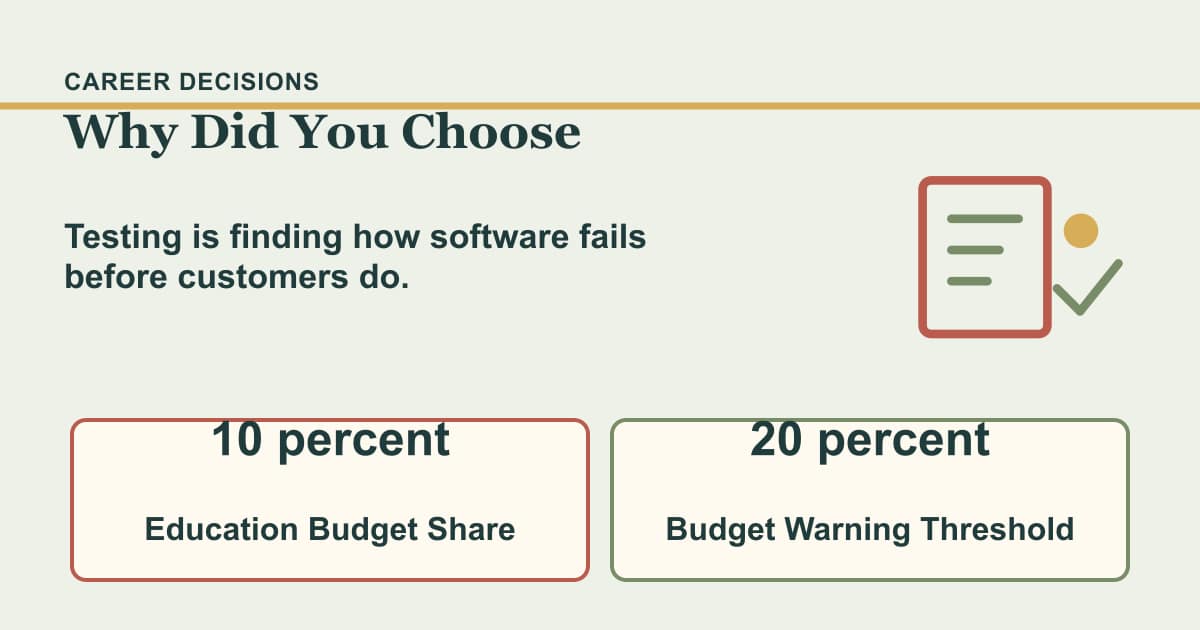 CAREER DECISIONS
Why Did You Choose
Testing is finding how software fails
before customers do.
10 percent
Education Budget Share
20 percent
Budget Warning Threshold